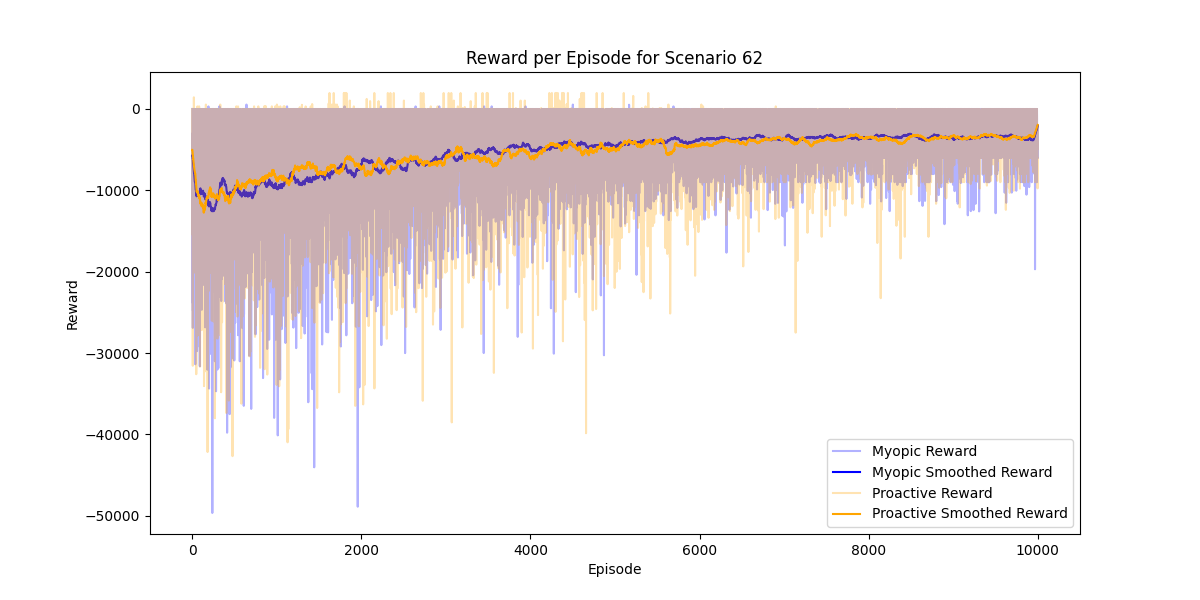 Reward per Episode for Scenario 62
Reward
0
−10000
−20000
−30000
−40000
−50000
Myopic Reward
Myopic Smoothed Reward
Proactive Reward
Proactive Smoothed Reward
0 2000 4000 6000 8000 10000
Episode